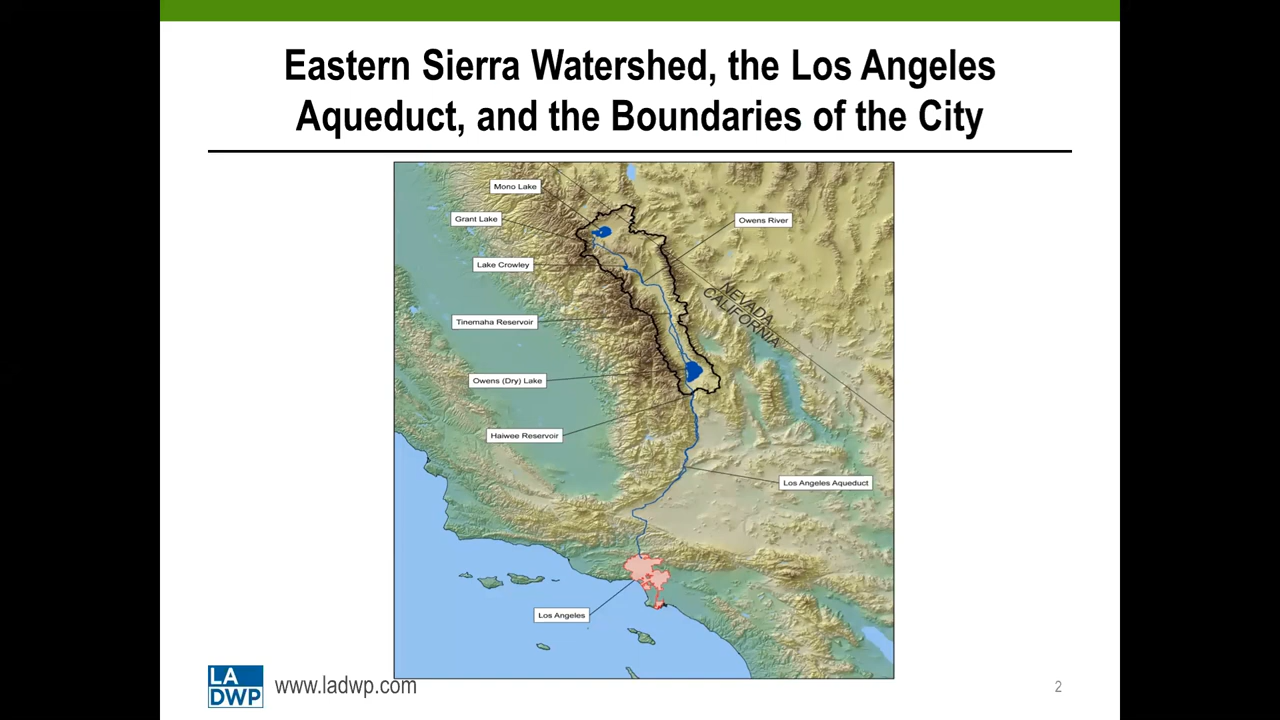 Eastern Sierra Watershed, the Los Angeles
Aqueduct, and the Boundaries of the City
Mono Lake
Grant Lake
Owens River
Lake Crowley
NEVADA
CALIFORNIA
Tinemaha Reservoir
Owens (Dry) Lake
Haiwee Reservoir
Los Angeles Aqueduct
Los Angeles
LA
DWP
www.ladwp.com
2